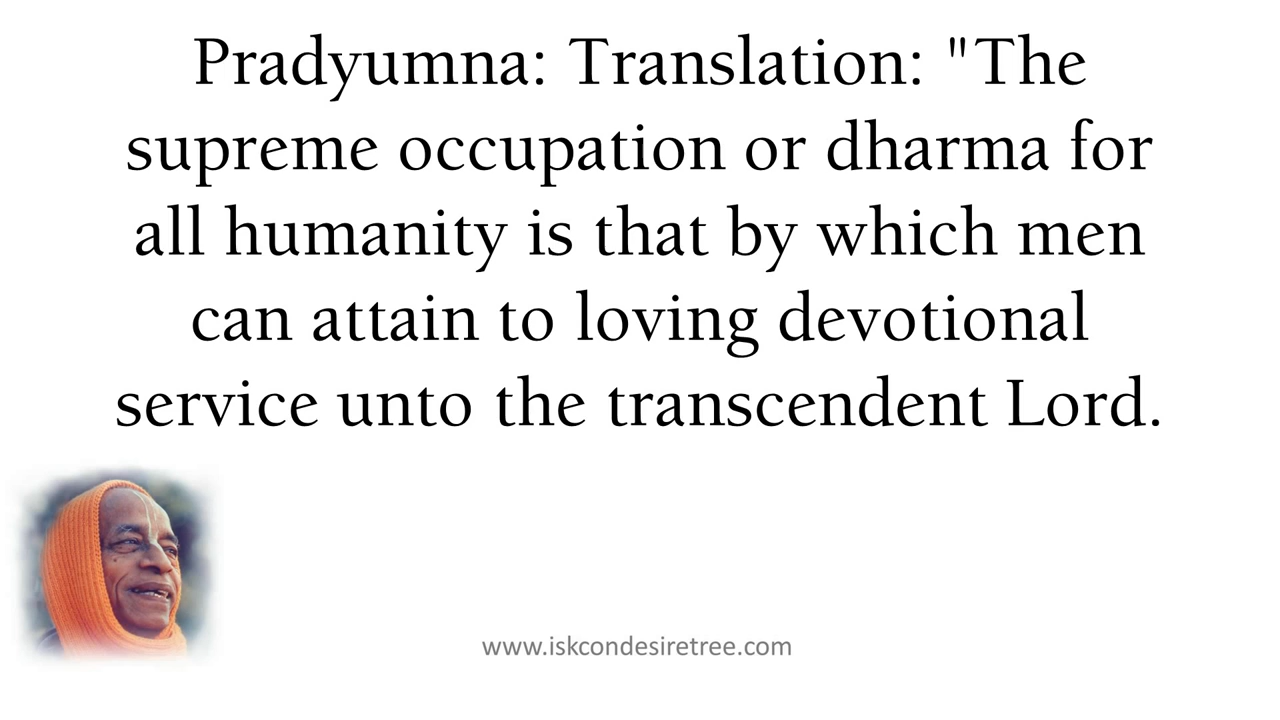 Pradyumna: Translation: "The
supreme occupation or dharma for
all humanity is that by which men
can attain to loving devotional
service unto the transcendent Lord.
www.iskcondesiretree.com